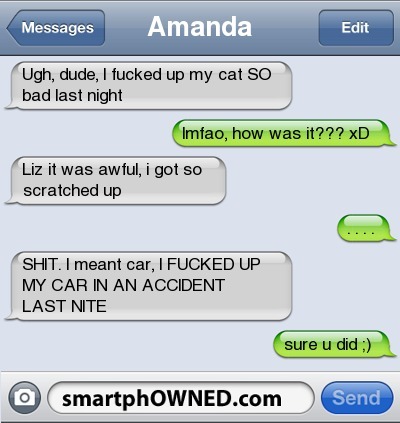 Messages
Amanda
Edit
Ugh, dude, I fucked up my cat SO
bad last night
lmfao, how was it??? xD
Liz it was awful, i got so
scratched up
. . . .
SHIT. I meant car, I FUCKED UP
MY CAR IN AN ACCIDENT
LAST NITE
sure u did ;)
smartphOWNED.com
Send